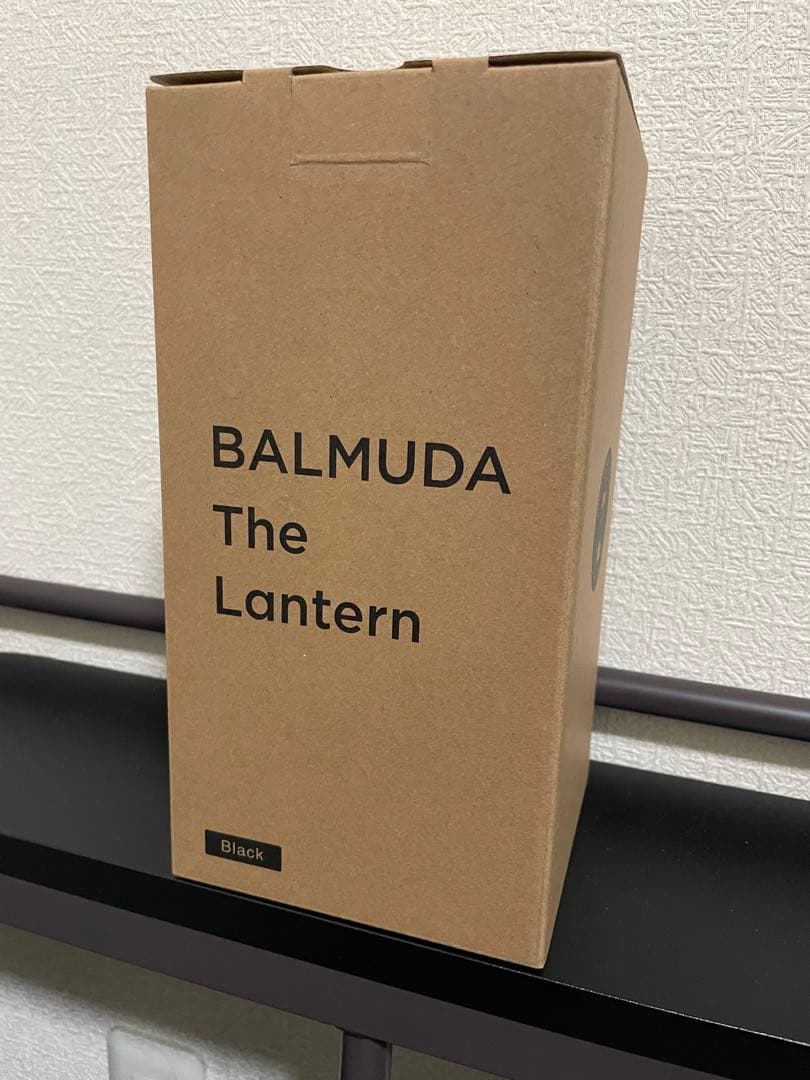 BALMUDA
The
Lantern
Black